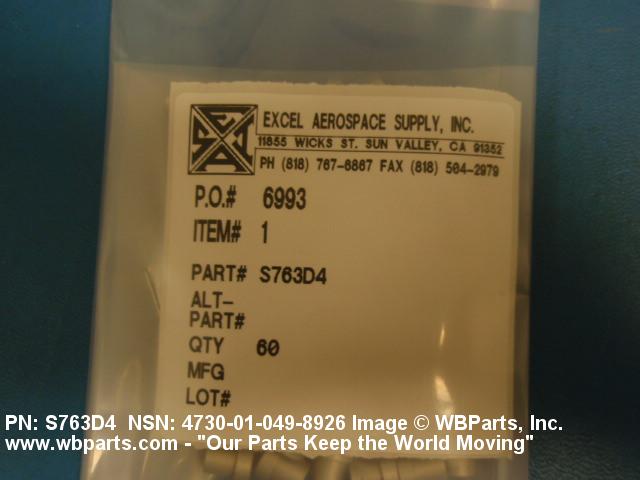 EXCEL AEROSPACE SUPPLY, INC.
11855 WICKS ST. SUN VALLEY, CA 91352
PH (818) 767-6867 FAX (818) 504-2979
P.O.# 6993
ITEM# 1
PART# S763D4
ALT-
PART#
QTY 60
MFG
LOT#
PN: S763D4 NSN: 4730-01-049-8926 Image © WBParts, Inc.
www.wbparts.com - "Our Parts Keep the World Moving"